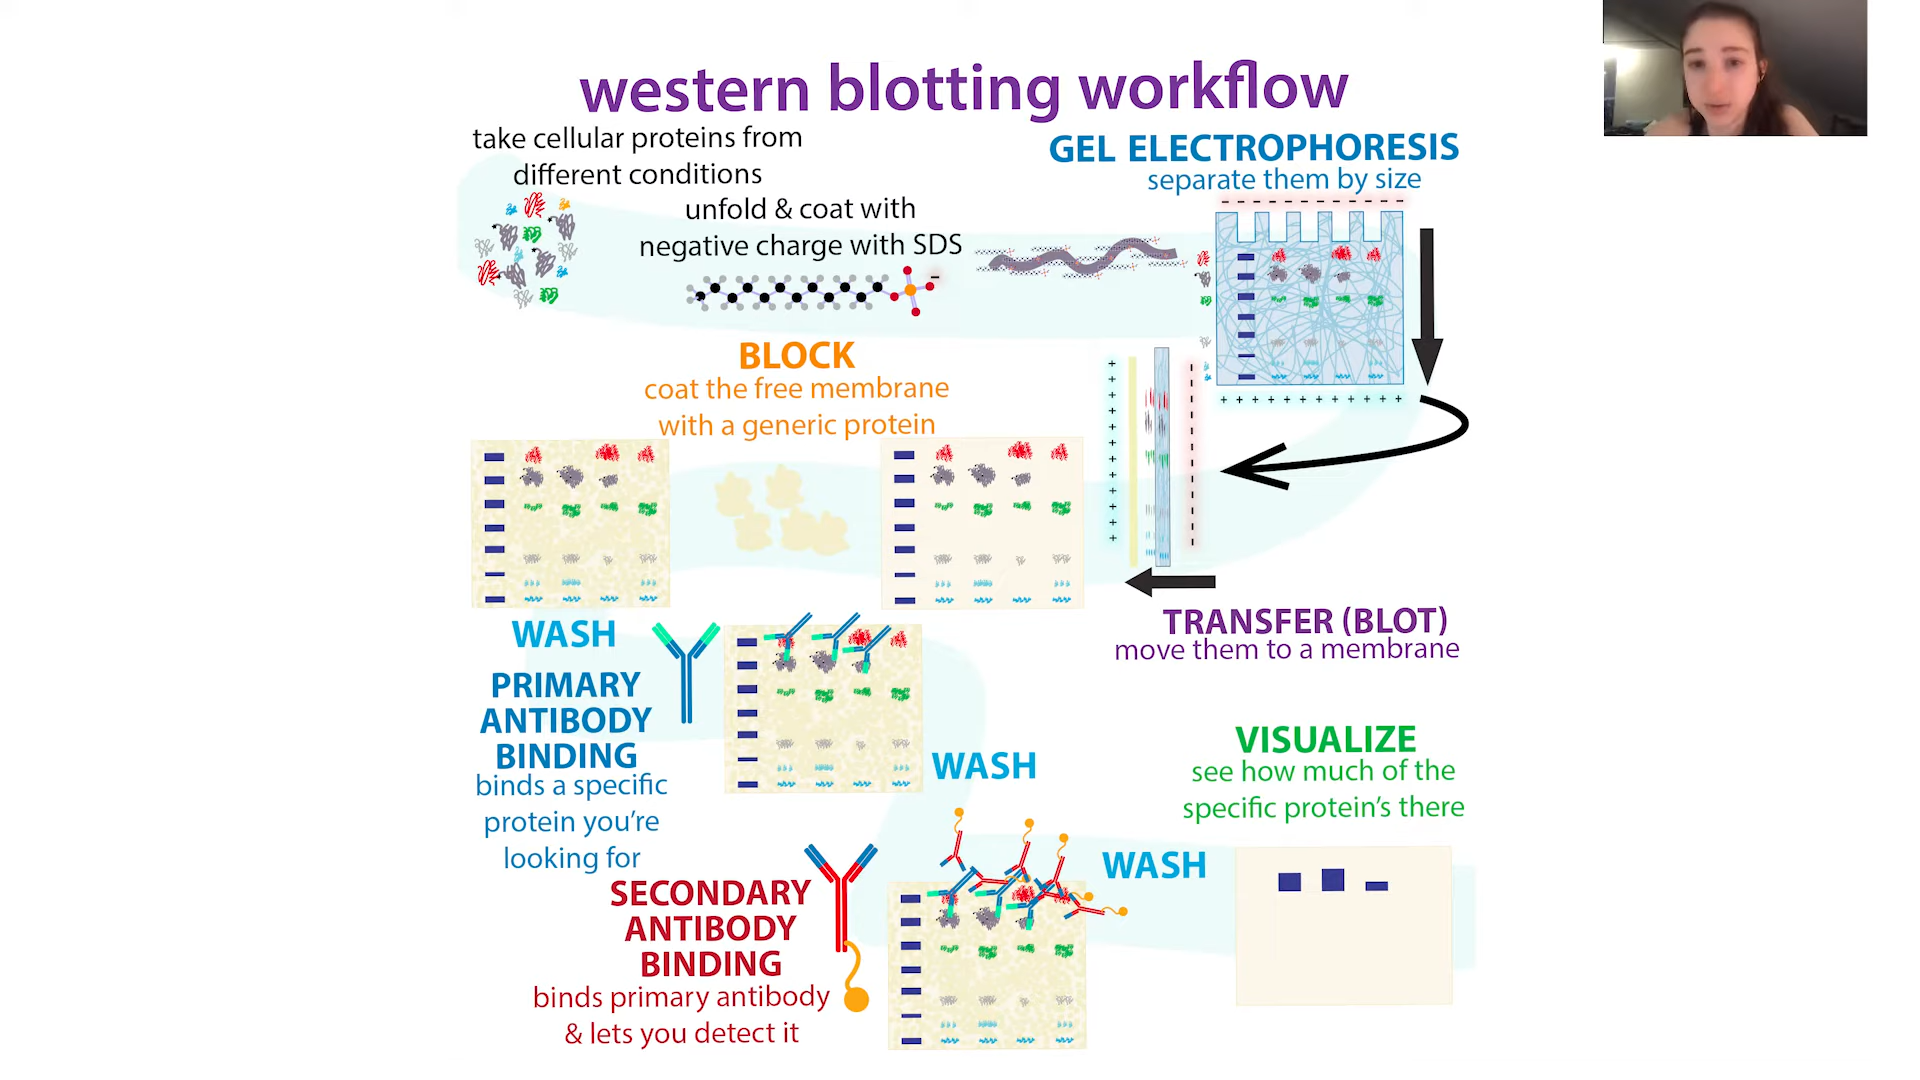 western blotting workflow
take cellular proteins from
different conditions
unfold & coat with
negative charge with SDS
GEL ELECTROPHORESIS
separate them by size
- - - - - - - - - - - -
-
+ + + + + + + + + + + +
BLOCK
coat the free membrane
with a generic protein
TRANSFER (BLOT)
move them to a membrane
WASH
PRIMARY
ANTIBODY
BINDING
binds a specific
protein you're
looking for
WASH
SECONDARY
ANTIBODY
BINDING
binds primary antibody
& lets you detect it
WASH
VISUALIZE
see how much of the
specific protein's there